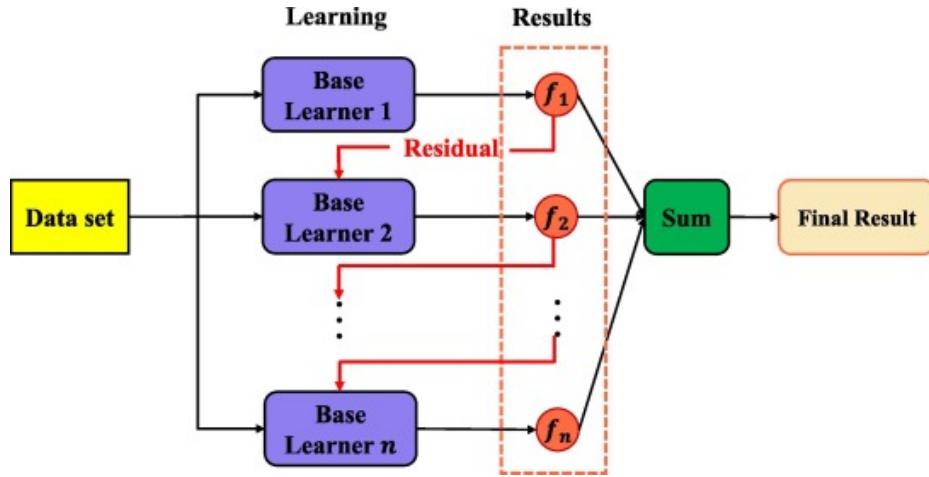 Learning
Results
Base
Learner 1
f₁
Residual
Data set
Base
Learner 2
f₂
Sum
Final Result
Base
Learner n
fₙ